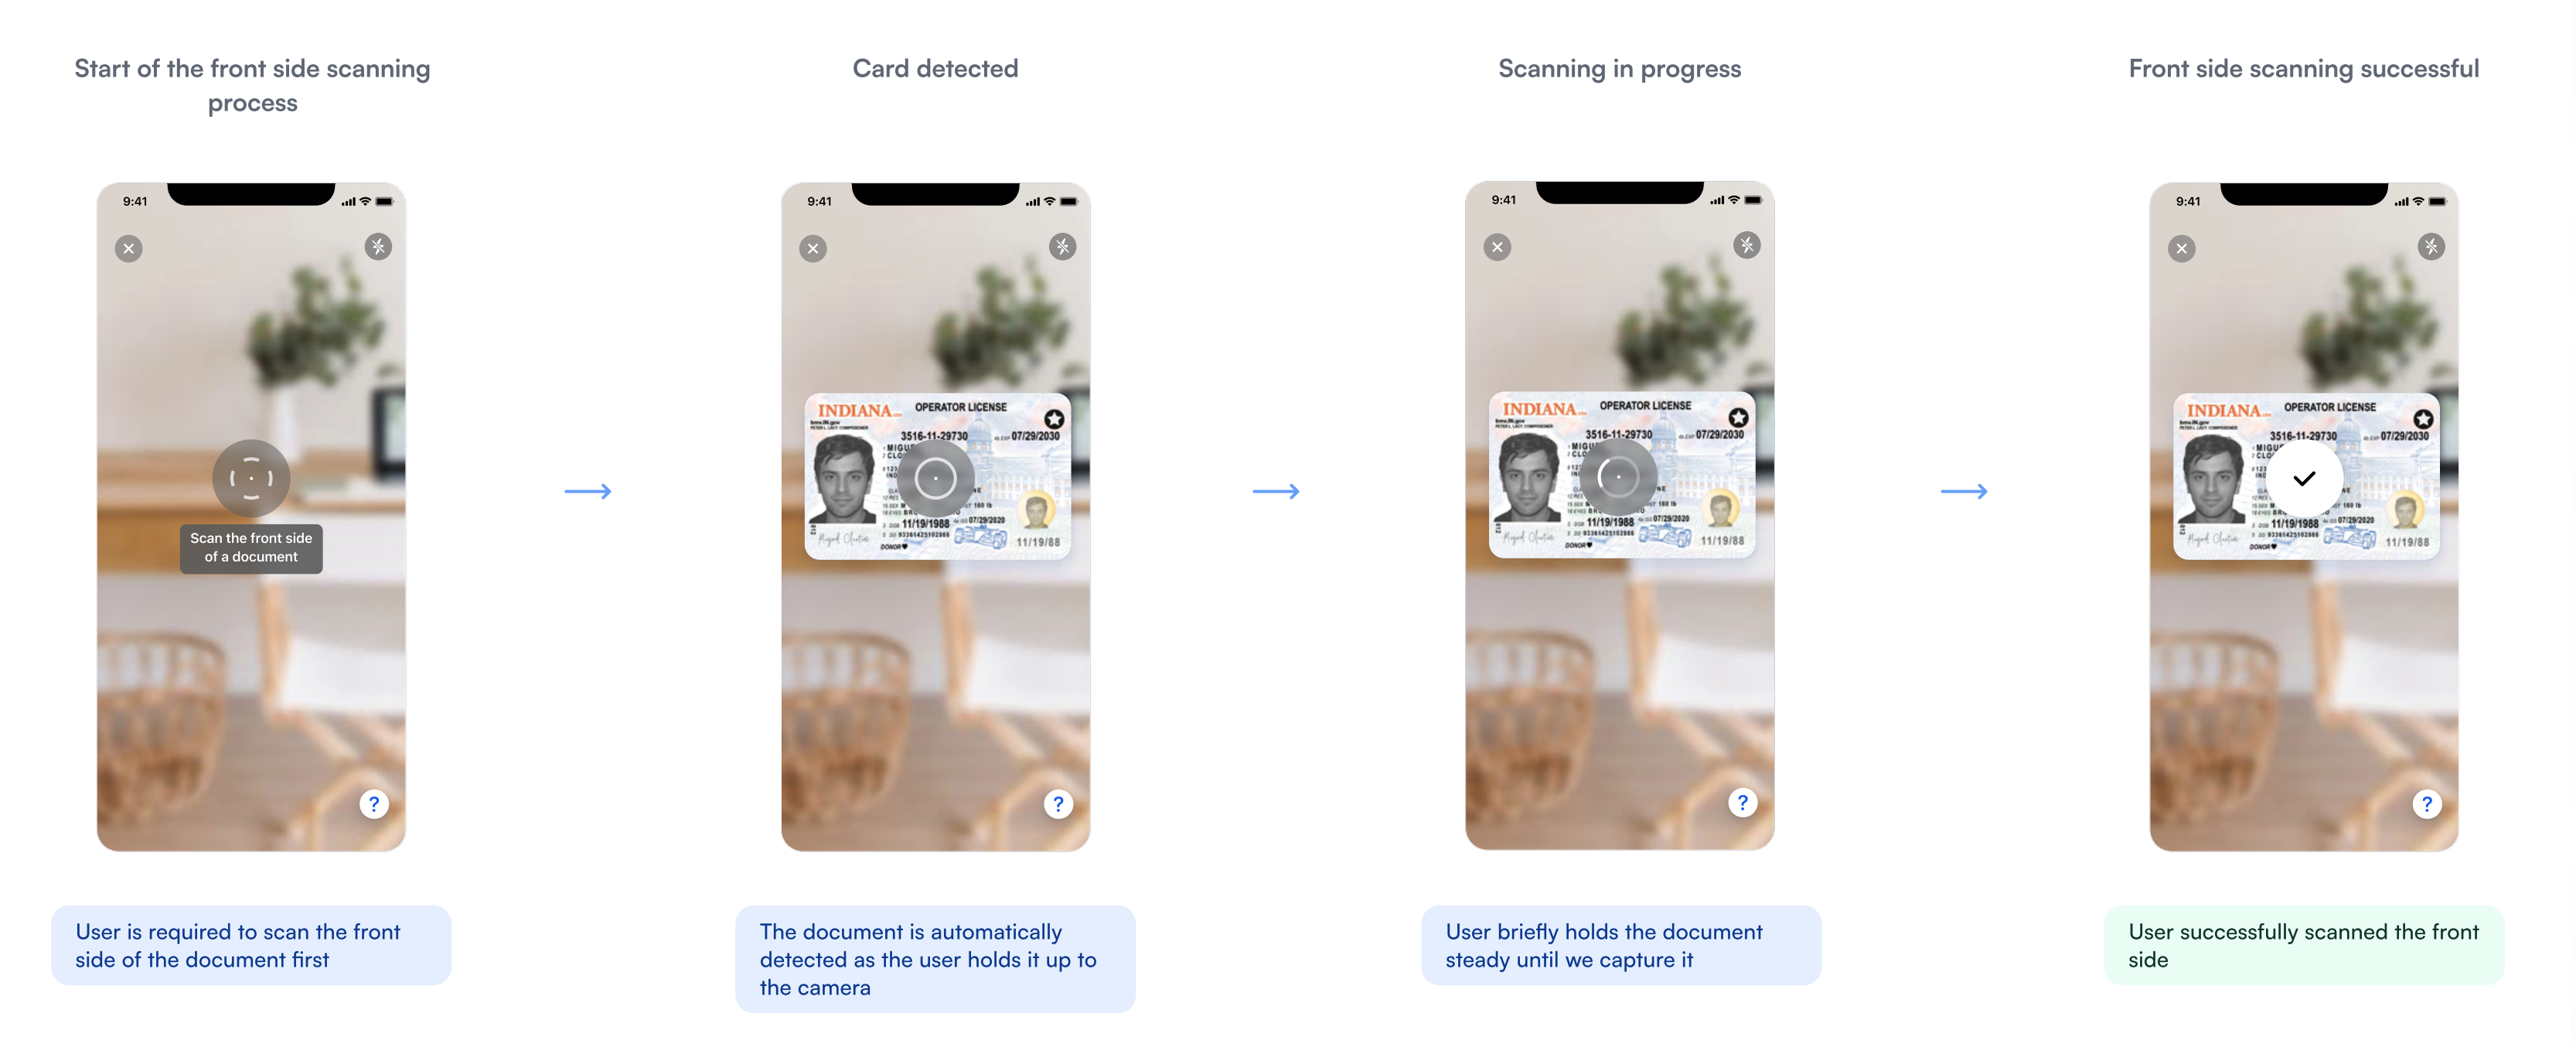 Start of the front side scanning
process
Card detected
Scanning in progress
Front side scanning successful
9:41
Scan the front side
of a document
?
9:41
INDIANA
OPERATOR LICENSE
3516-11-29730
07/29/2030
11/19/1988
07/29/2020
DONOR
11/19/88
?
9:41
INDIANA
OPERATOR LICENSE
3516-11-29730
07/29/2030
11/19/1988
07/29/2020
DONOR
11/19/88
?
9:41
INDIANA
OPERATOR LICENSE
3516-11-29730
07/29/2030
11/19/1988
07/29/2020
DONOR
11/19/88
?
User is required to scan the front
side of the document first
The document is automatically
detected as the user holds it up to
the camera
User briefly holds the document
steady until we capture it
User successfully scanned the front
side